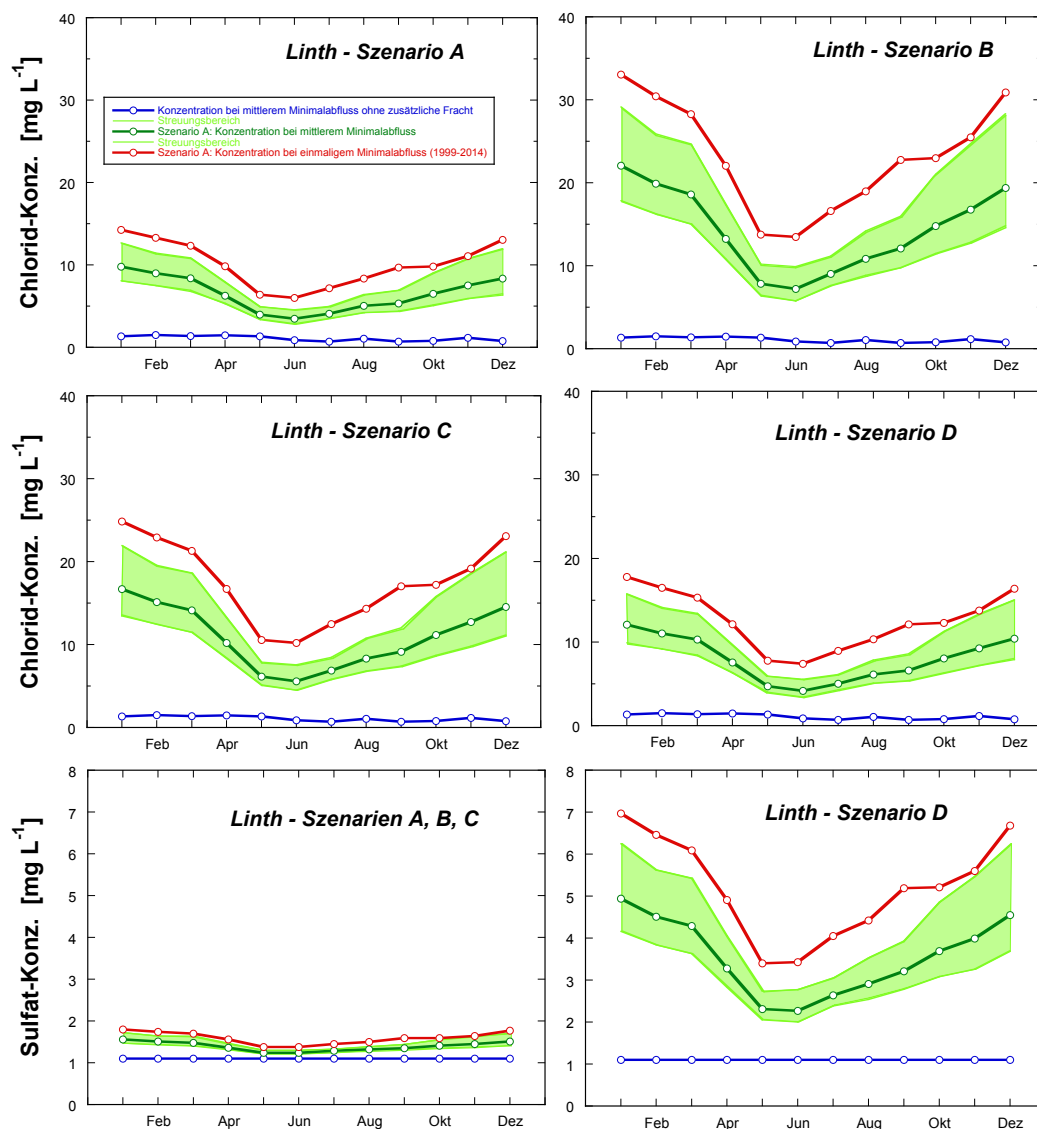 Linth - Szenario A
Chlorid-Konz. [mg L-1]
40
30
20
10
0
Konzentration bei mittlerem Minimalabfluss ohne zusätzliche Fracht
Streuungsbereich
Szenario A: Konzentration bei mittlerem Minimalabfluss
Streuungsbereich
Szenario A: Konzentration bei einmaligem Minimalabfluss (1999-2014)
Feb Apr Jun Aug Okt Dez
Linth - Szenario B
40
30
20
10
0
Feb Apr Jun Aug Okt Dez
Linth - Szenario C
Chlorid-Konz. [mg L-1]
40
30
20
10
0
Feb Apr Jun Aug Okt Dez
Linth - Szenario D
40
30
20
10
0
Feb Apr Jun Aug Okt Dez
Linth - Szenarien A, B, C
Sulfat-Konz. [mg L-1]
8
7
6
5
4
3
2
1
0
Feb Apr Jun Aug Okt Dez
Linth - Szenario D
8
7
6
5
4
3
2
1
0
Feb Apr Jun Aug Okt Dez